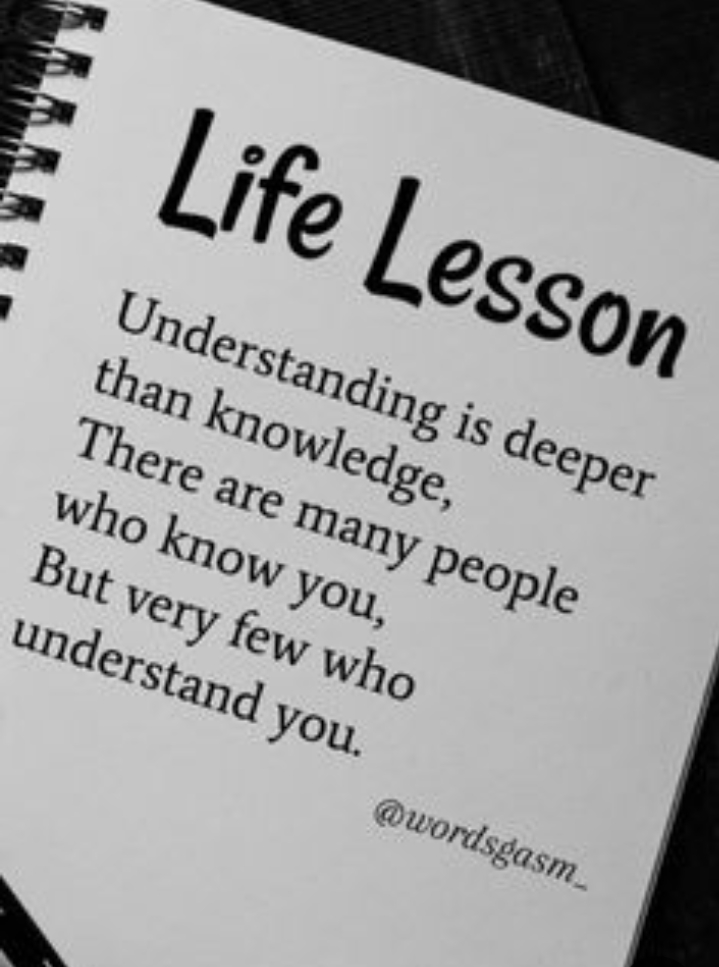 Life Lesson
Understanding is deeper
than knowledge,
There are many people
who know you,
But very few who
understand you.
@wordsgasm_